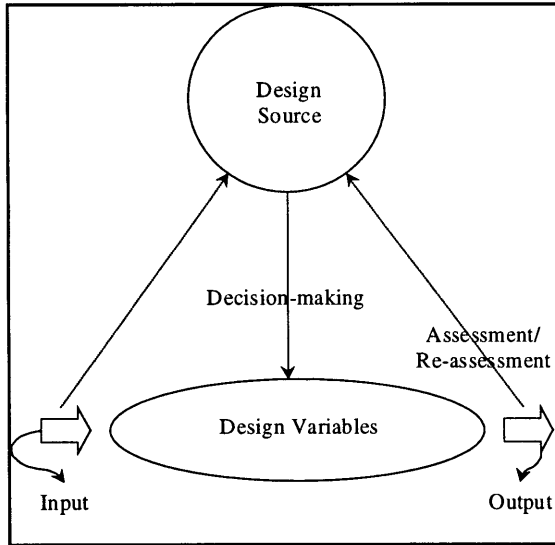 Design
Source
Decision-making
Assessment/
Re-assessment
Design Variables
Input
Output